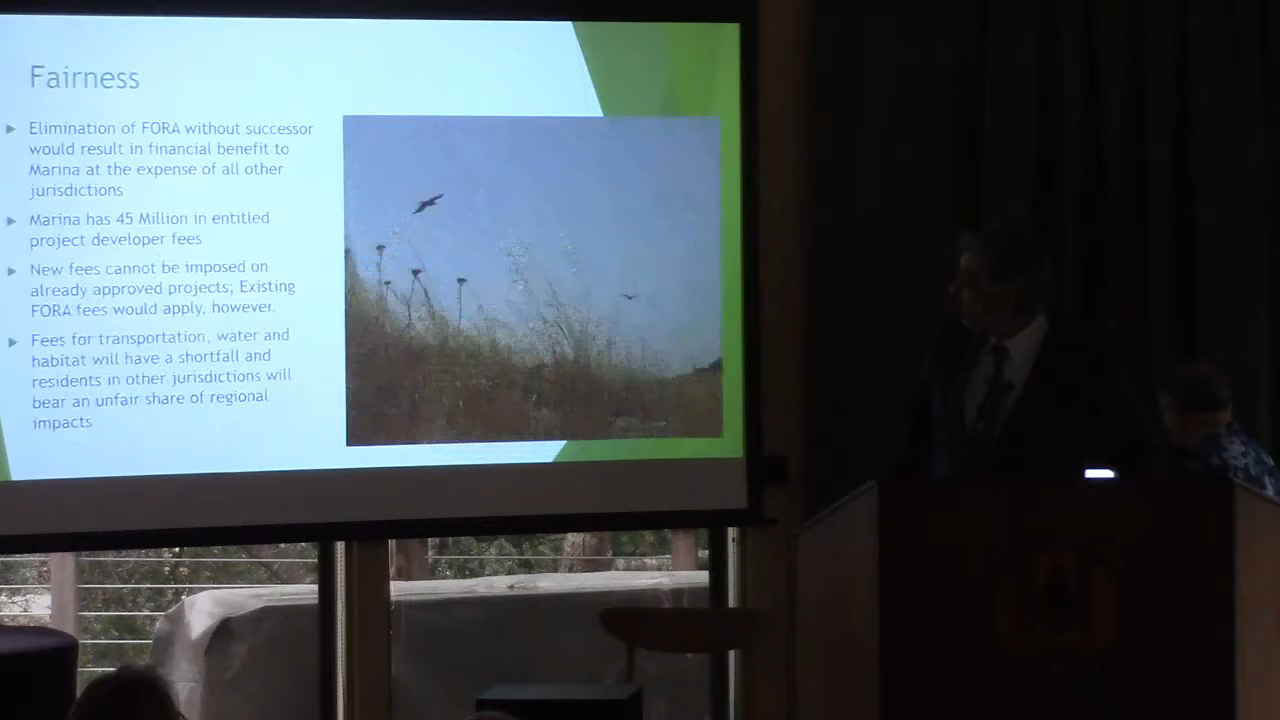 Fairness
Elimination of FORA without successor
would result in financial benefit to
Marina at the expense of all other
jurisdictions
Marina has 45 Million in entitled
project developer fees
New fees cannot be imposed on
already approved projects; Existing
FORA fees would apply, however.
Fees for transportation, water and
habitat will have a shortfall and
residents in other jurisdictions will
bear an unfair share of regional
impacts